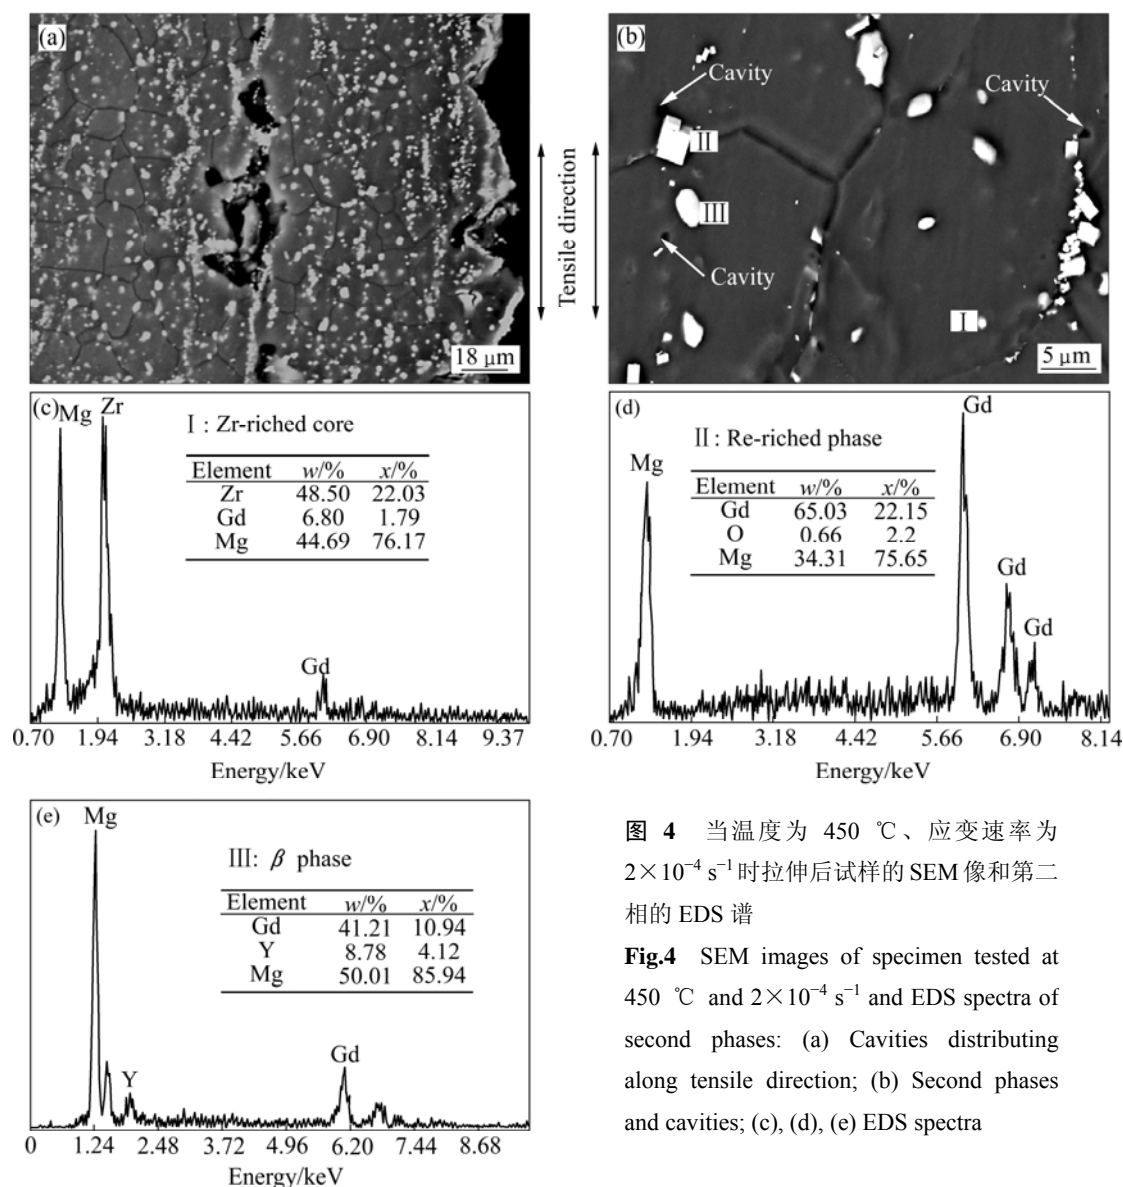 (a)
18 μm
Tensile direction
(b)
Cavity
Cavity
Ⅱ
Ⅲ
Cavity
Ⅰ
5 μm
(c)
Mg
Zr
Ⅰ: Zr-riched core
Element w/% x/%
Zr 48.50 22.03
Gd 6.80 1.79
Mg 44.69 76.17
Gd
0.70 1.94 3.18 4.42 5.66 6.90 8.14 9.37
Energy/keV
(d)
Gd
Mg
Ⅱ: Re-riched phase
Element w/% x/%
Gd 65.03 22.15
O 0.66 2.2
Mg 34.31 75.65
Gd
Gd
0.70 1.94 3.18 4.42 5.66 6.90 8.14
Energy/keV
(e)
Mg
Ⅲ: β phase
Element w/% x/%
Gd 41.21 10.94
Y 8.78 4.12
Mg 50.01 85.94
Gd
Y
0 1.24 2.48 3.72 4.96 6.20 7.44 8.68
Energy/keV
图 4 当温度为 450 ℃、应变速率为
2×10⁻⁴ s⁻¹时拉伸后试样的 SEM 像和第二
相的 EDS 谱
Fig.4 SEM images of specimen tested at
450 ℃ and 2×10⁻⁴ s⁻¹ and EDS spectra of
second phases: (a) Cavities distributing
along tensile direction; (b) Second phases
and cavities; (c), (d), (e) EDS spectra